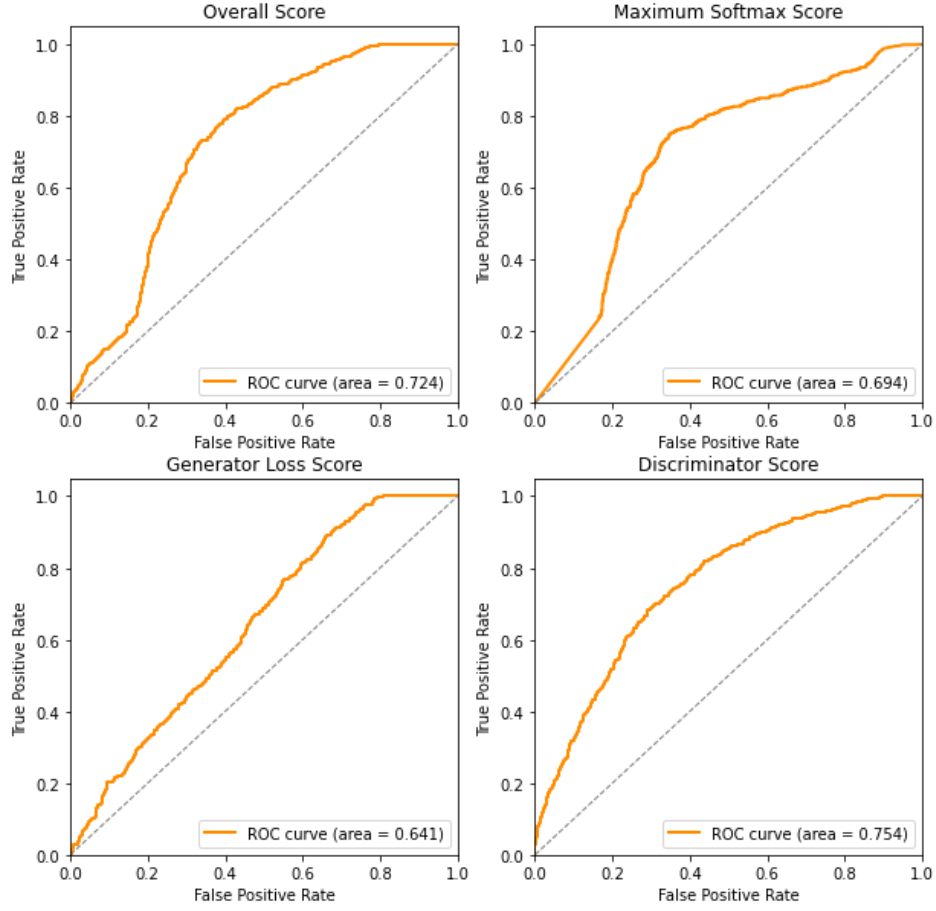 Overall Score
1.0
0.8
0.6
0.4
0.2
0.0
True Positive Rate
ROC curve (area = 0.724)
0.0 0.2 0.4 0.6 0.8 1.0
False Positive Rate
Maximum Softmax Score
1.0
0.8
0.6
0.4
0.2
0.0
True Positive Rate
ROC curve (area = 0.694)
0.0 0.2 0.4 0.6 0.8 1.0
False Positive Rate
Generator Loss Score
1.0
0.8
0.6
0.4
0.2
0.0
True Positive Rate
ROC curve (area = 0.641)
0.0 0.2 0.4 0.6 0.8 1.0
False Positive Rate
Discriminator Score
1.0
0.8
0.6
0.4
0.2
0.0
True Positive Rate
ROC curve (area = 0.754)
0.0 0.2 0.4 0.6 0.8 1.0
False Positive Rate